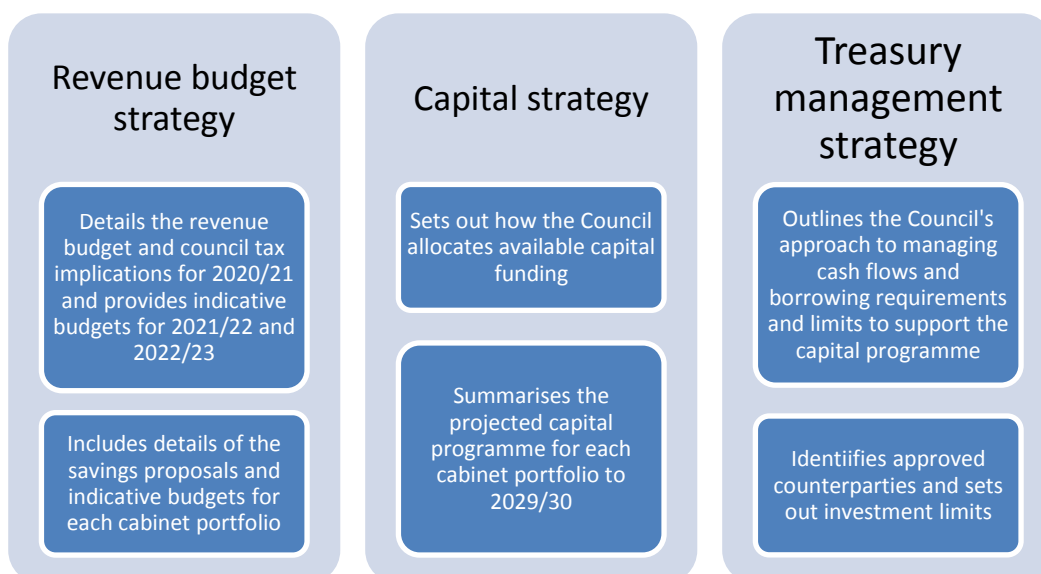 Revenue budget
strategy
Details the revenue
budget and council tax
implications for 2020/21
and provides indicative
budgets for 2021/22 and
2022/23
Includes details of the
savings proposals and
indicative budgets for
each cabinet portfolio
Capital strategy
Sets out how the Council
allocates available capital
funding
Summarises the
projected capital
programme for each
cabinet portfolio to
2029/30
Treasury
management
strategy
Outlines the Council's
approach to managing
cash flows and
borrowing requirements
and limits to support the
capital programme
Identiifies approved
counterparties and sets
out investment limits